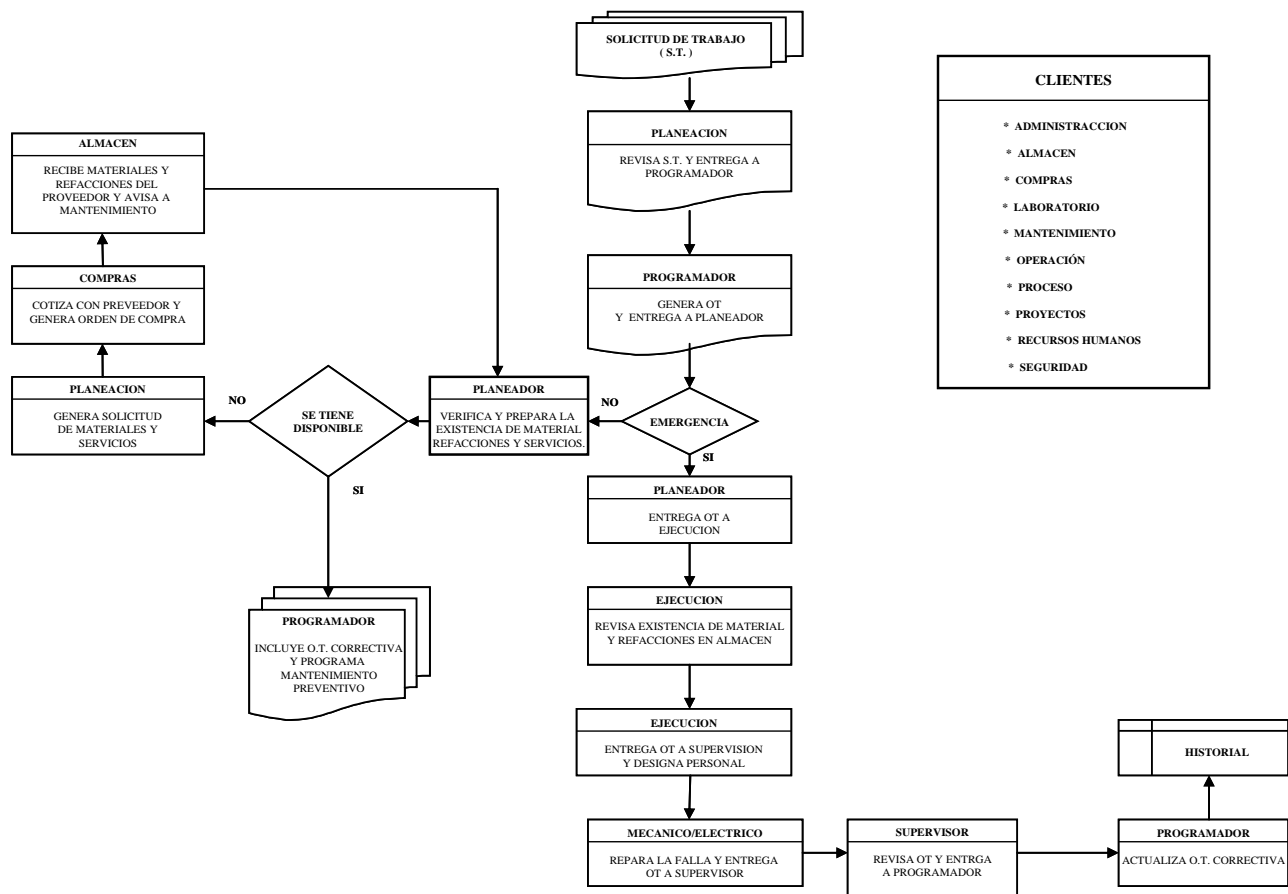 SOLICITUD DE TRABAJO
( S.T. )
PLANEACION
REVISA S.T. Y ENTREGA A
PROGRAMADOR
PROGRAMADOR
GENERA OT
Y ENTREGA A PLANEADOR
EMERGENCIA
NO
SI
PLANEADOR
VERIFICA Y PREPARA LA
EXISTENCIA DE MATERIAL
REFACCIONES Y SERVICIOS.
SE TIENE
DISPONIBLE
NO
SI
PLANEACION
GENERA SOLICITUD
DE MATERIALES Y
SERVICIOS
COMPRAS
COTIZA CON PREVEEDOR Y
GENERA ORDEN DE COMPRA
ALMACEN
RECIBE MATERIALES Y
REFACCIONES DEL
PROVEEDOR Y AVISA A
MANTENIMIENTO
PROGRAMADOR
INCLUYE O.T. CORRECTIVA
Y PROGRAMA
MANTENIMIENTO
PREVENTIVO
PLANEADOR
ENTREGA OT A
EJECUCION
EJECUCION
REVISA EXISTENCIA DE MATERIAL
Y REFACCIONES EN ALMACEN
EJECUCION
ENTREGA OT A SUPERVISION
Y DESIGNA PERSONAL
MECANICO/ELECTRICO
REPARA LA FALLA Y ENTREGA
OT A SUPERVISOR
SUPERVISOR
REVISA OT Y ENTRGA
A PROGRAMADOR
PROGRAMADOR
ACTUALIZA O.T. CORRECTIVA
HISTORIAL
CLIENTES
* ADMINISTRACCION
* ALMACEN
* COMPRAS
* LABORATORIO
* MANTENIMIENTO
* OPERACIÓN
* PROCESO
* PROYECTOS
* RECURSOS HUMANOS
* SEGURIDAD